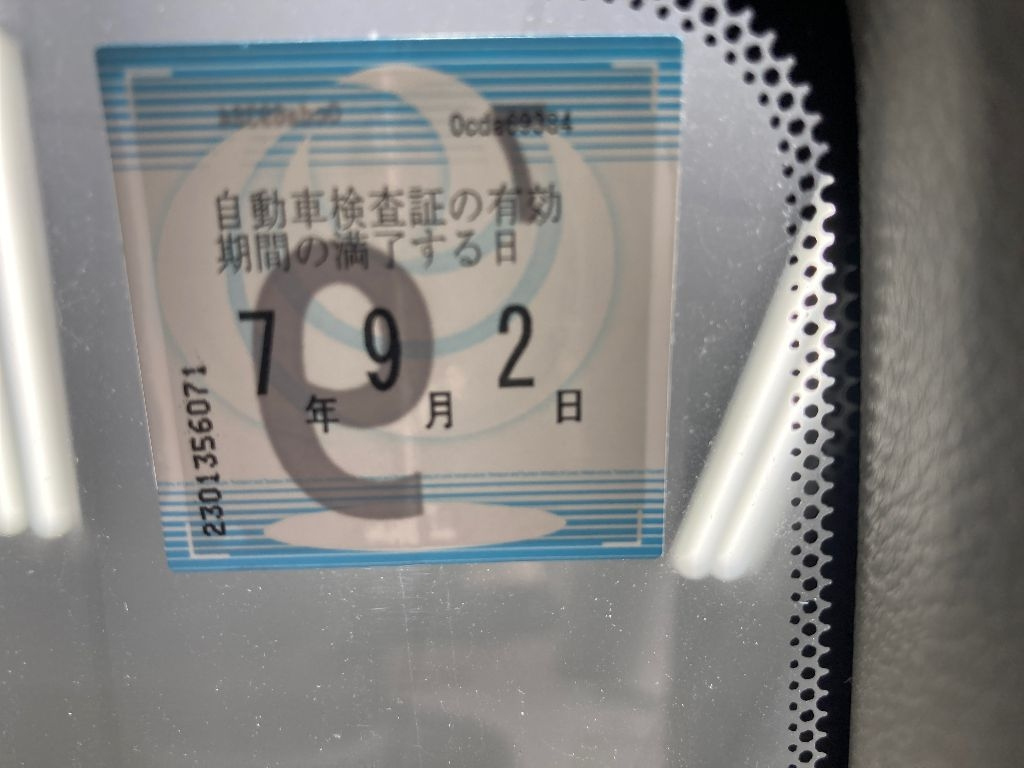 自動車検査証の有効
期間の満了する日
7年 9月 2日
2301356071